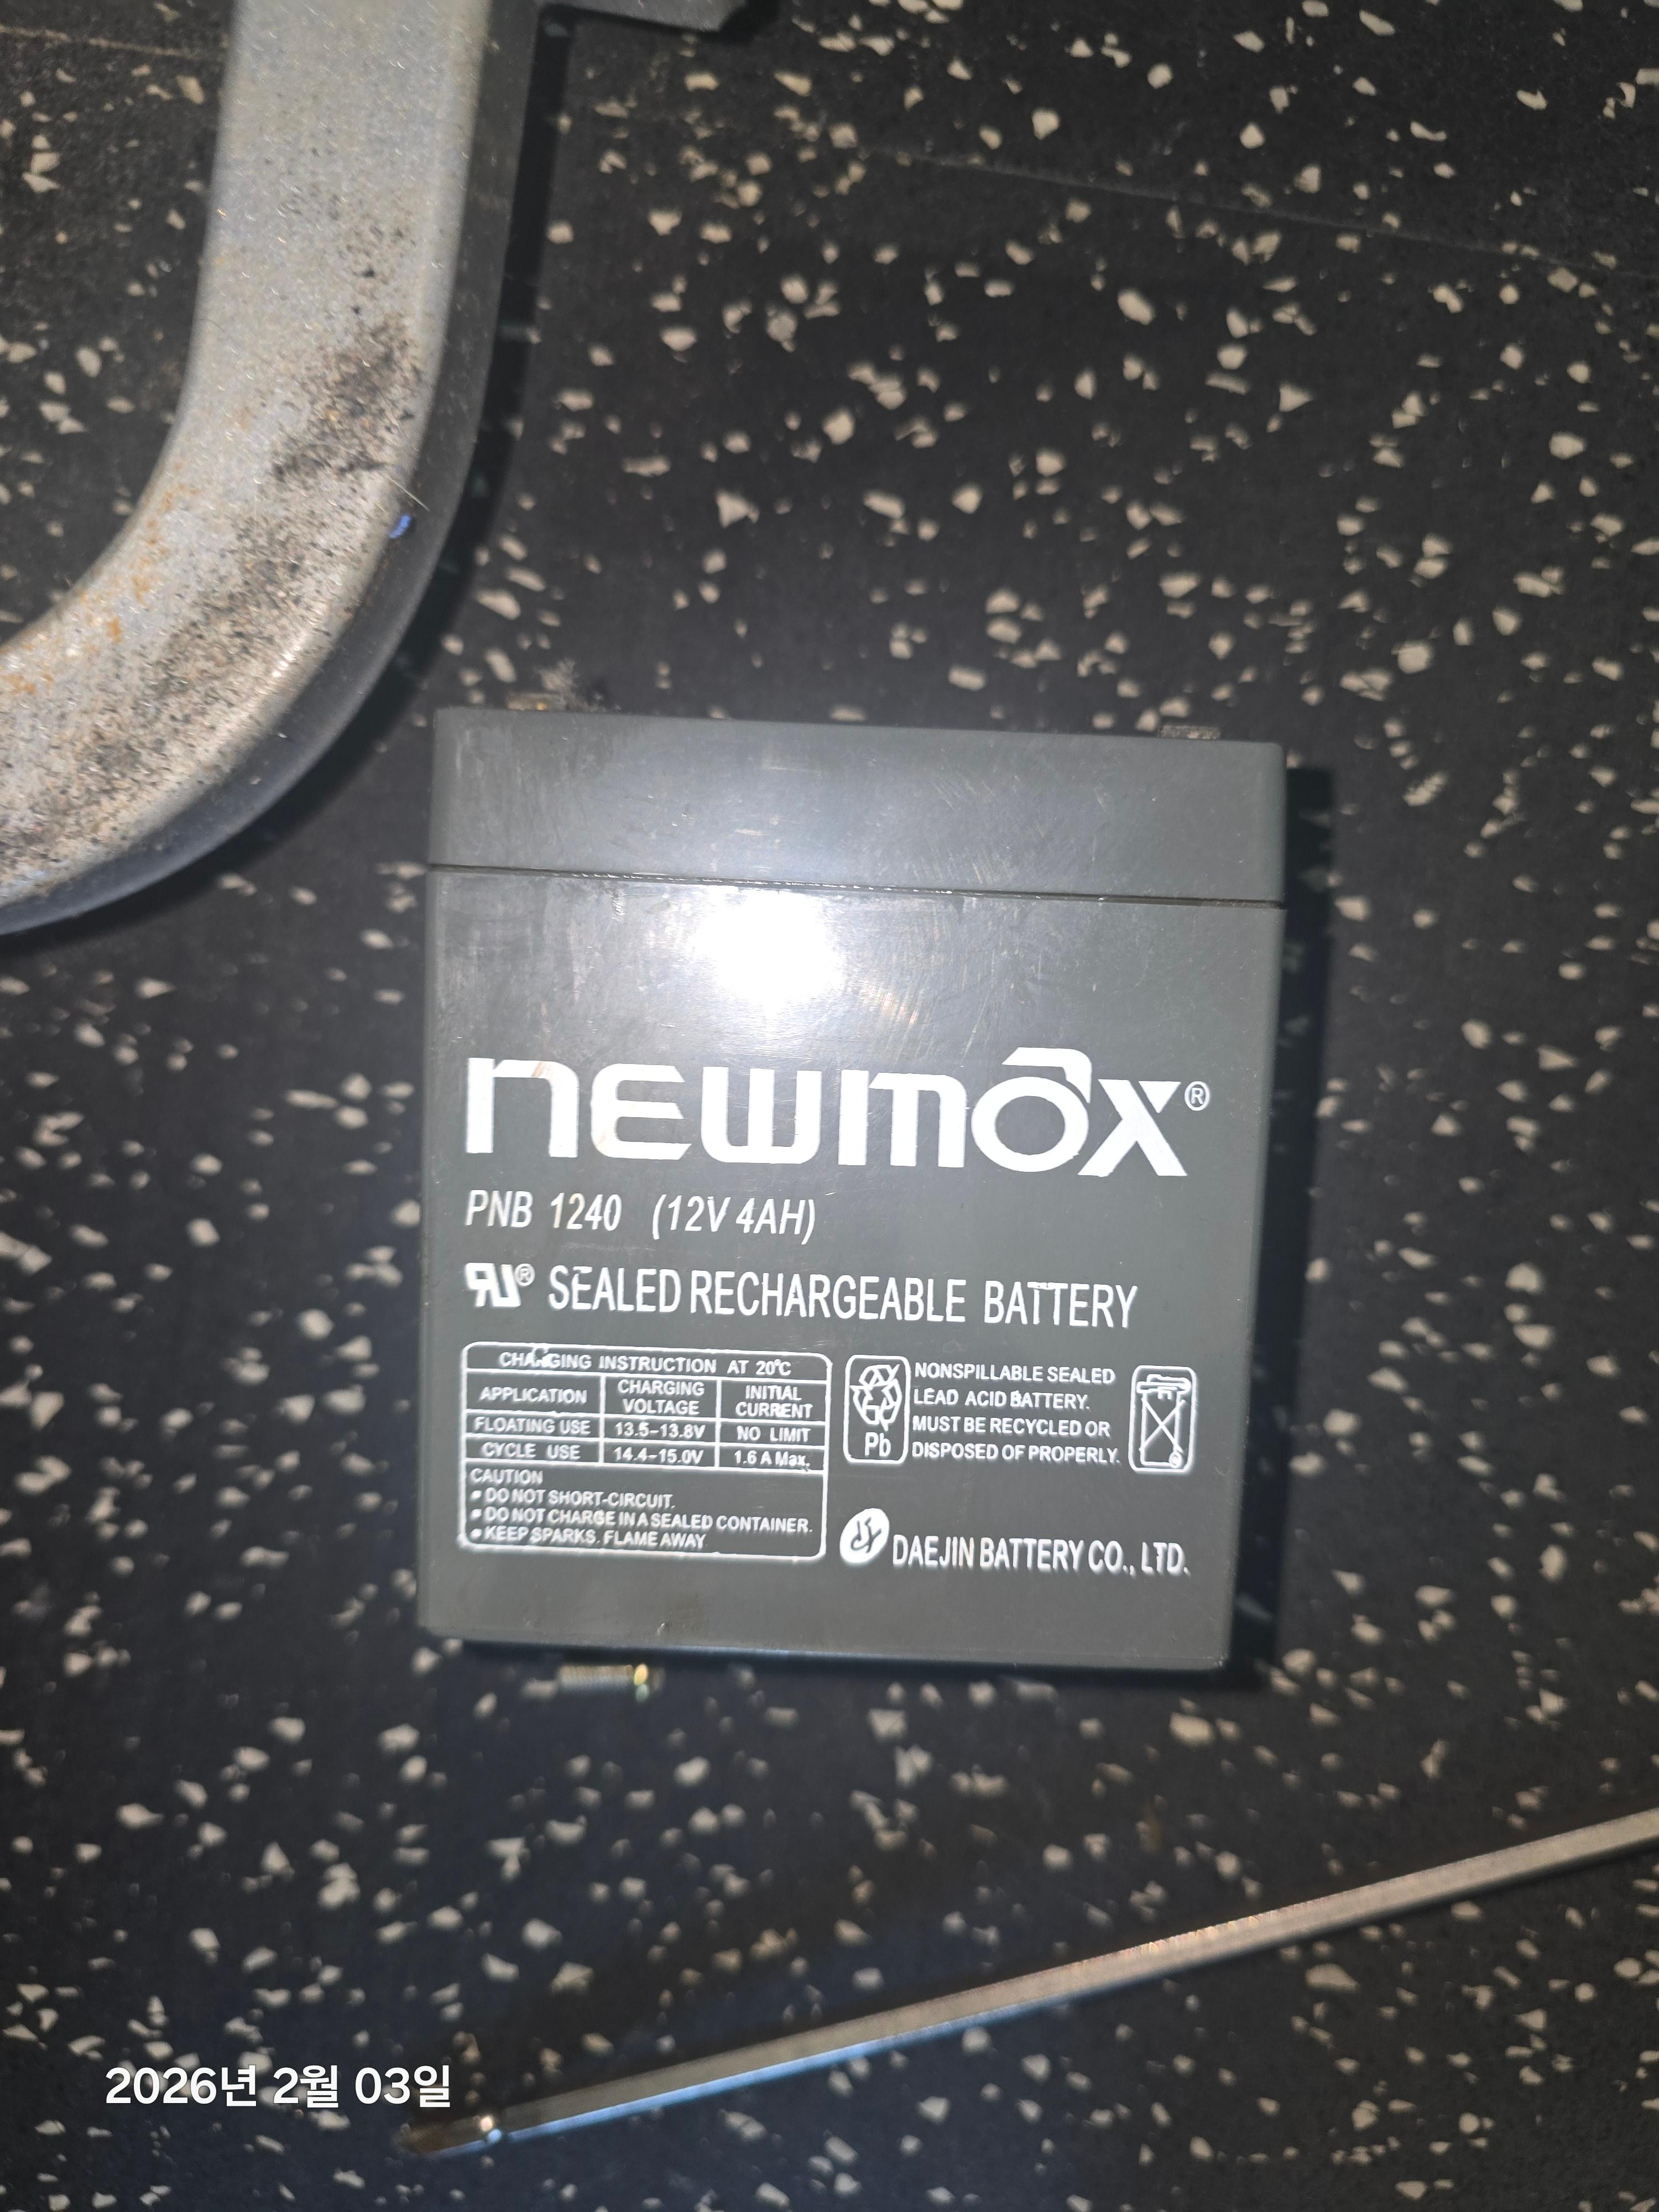 newmax®
PNB 1240 (12V 4AH)
® SEALED RECHARGEABLE BATTERY
CHARGING INSTRUCTION AT 20℃
APPLICATION CHARGING VOLTAGE INITIAL CURRENT
FLOATING USE 13.5-13.8V NO LIMIT
CYCLE USE 14.4-15.0V 1.6 A Max.
CAUTION
DO NOT SHORT-CIRCUIT.
DO NOT CHARGE IN A SEALED CONTAINER.
KEEP SPARKS. FLAME AWAY
Pb
NONSPILLABLE SEALED
LEAD ACID BATTERY.
MUST BE RECYCLED OR
DISPOSED OF PROPERLY.
DAEJIN BATTERY CO., LTD.
2026년 2월 03일